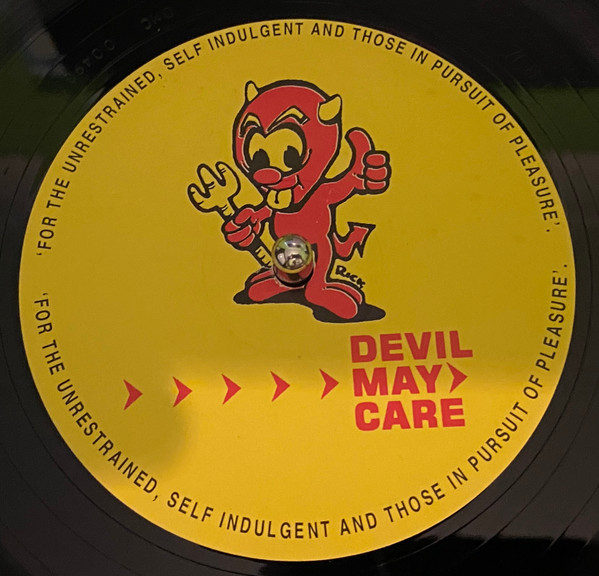 'FOR THE UNRESTRAINED, SELF INDULGENT AND THOSE IN PURSUIT OF PLEASURE'.
ROCK
DEVIL
MAY
CARE
'FOR THE UNRESTRAINED, SELF INDULGENT AND THOSE IN PURSUIT OF PLEASURE'.